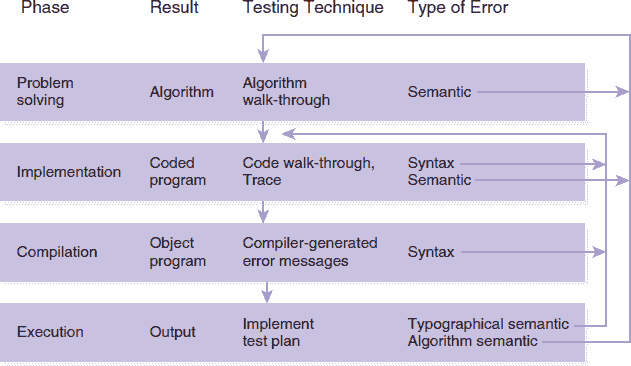 Phase Result Testing Technique Type of Error
Problem solving Algorithm Algorithm walk-through Semantic
Implementation Coded program Code walk-through, Trace Syntax Semantic
Compilation Object program Compiler-generated error messages Syntax
Execution Output Implement test plan Typographical semantic Algorithm semantic